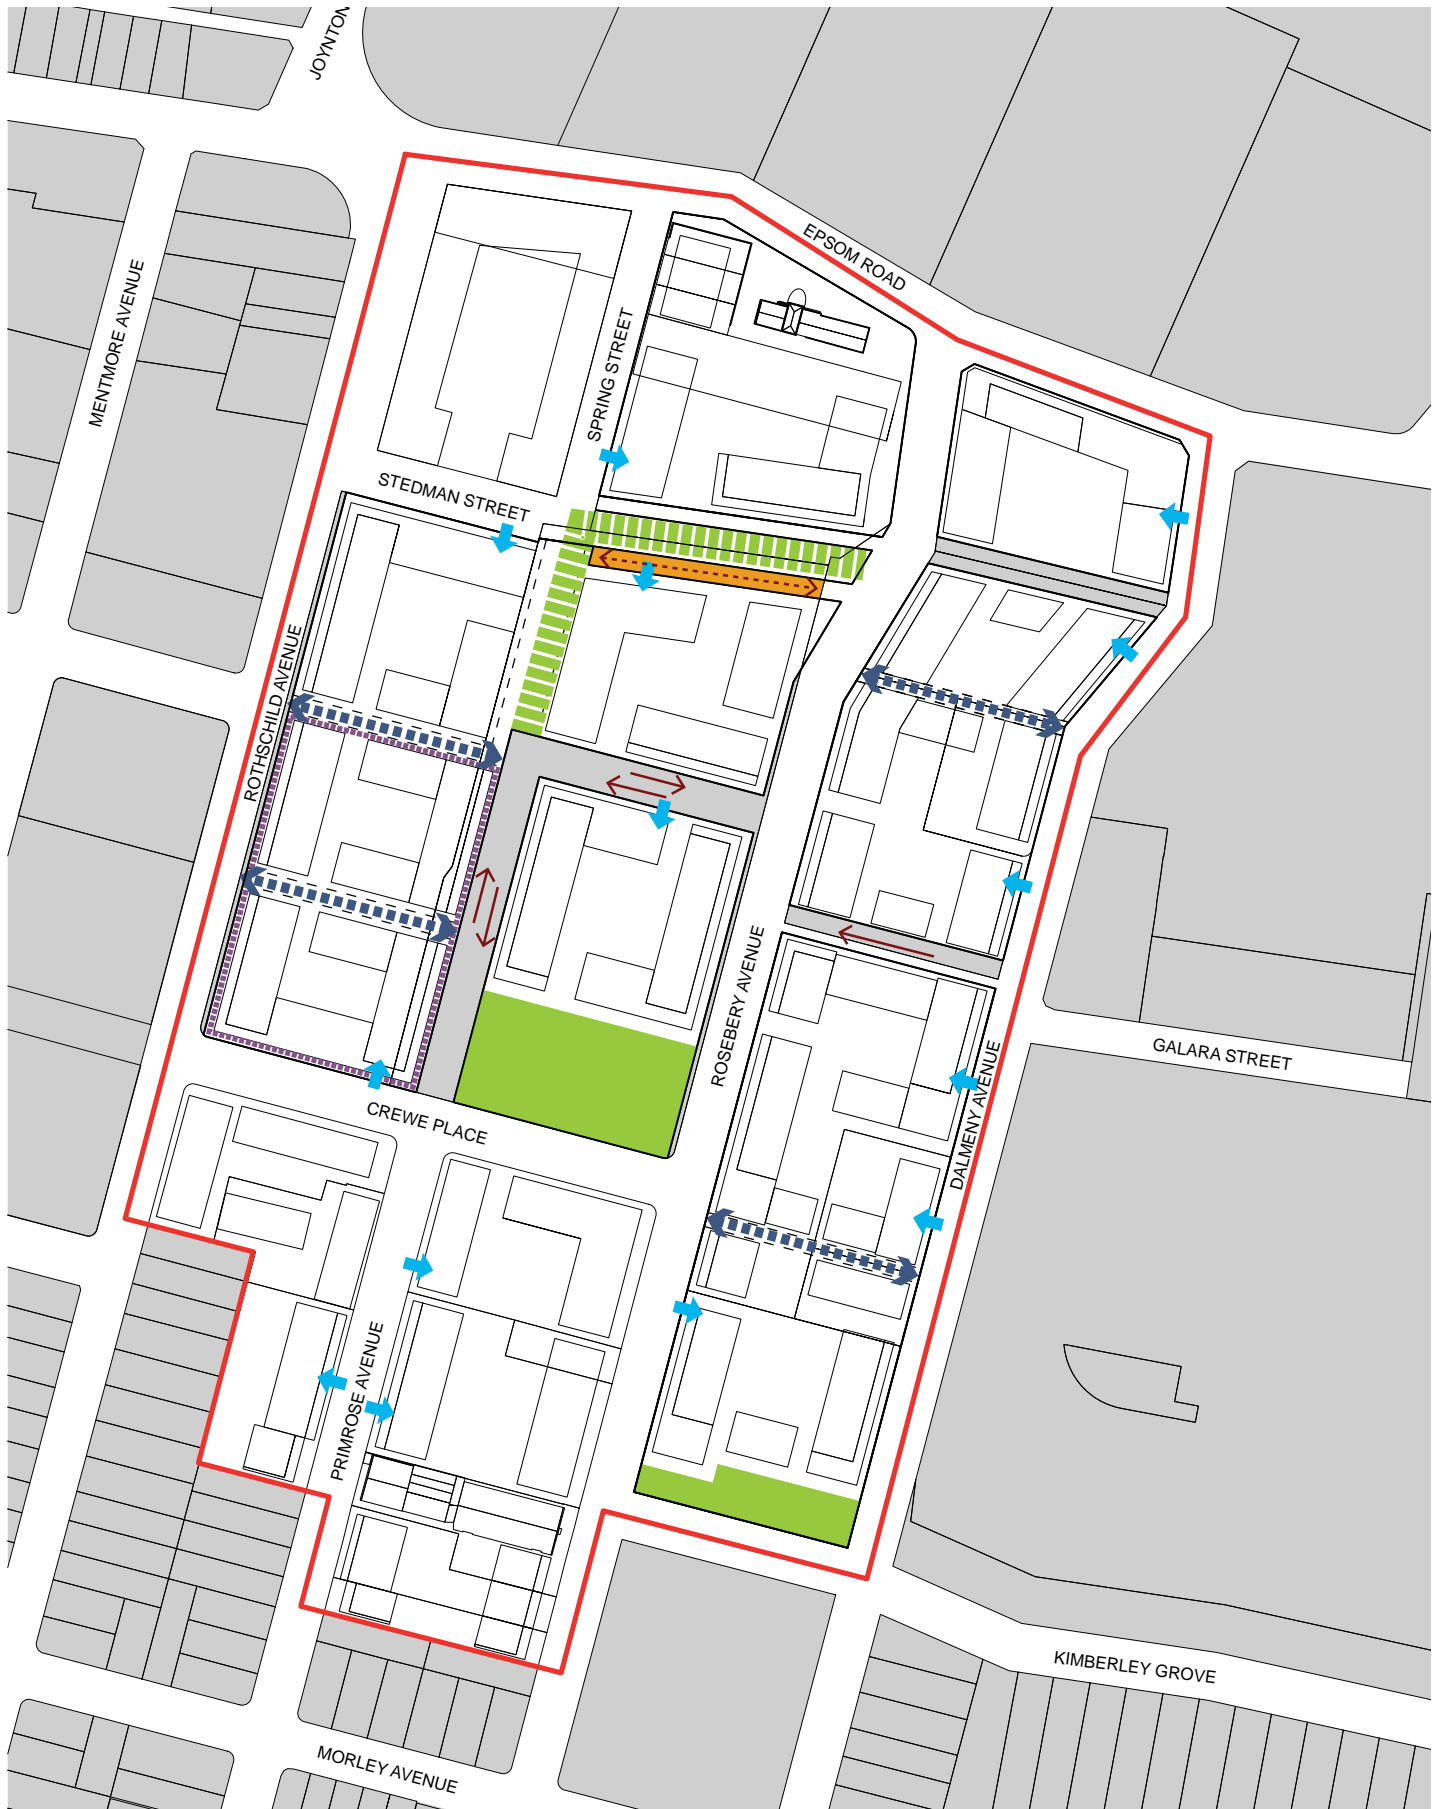 JOYNTON
EPSOM ROAD
MENTMORE AVENUE
SPRING STREET
STEDMAN STREET
ROTHSCHILD AVENUE
ROSEBERY AVENUE
GALARA STREET
DALMENY AVENUE
CREWE PLACE
PRIMROSE AVENUE
KIMBERLEY GROVE
MORLEY AVENUE